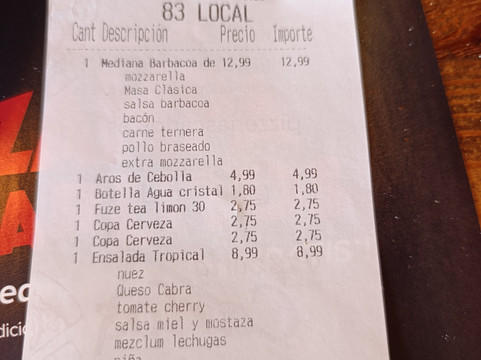 83 LOCAL
Cant Descripción Precio Importe
1 Mediana Barbacoa de 12,99 12,99
mozzarella
Masa Clásica
salsa barbacoa
bacón
carne ternera
pollo braseado
extra mozzarella
1 Aros de Cebolla 4,99 4,99
1 Botella Agua cristal 1,80 1,80
1 Fuze tea limon 30 2,75 2,75
1 Copa Cerveza 2,75 2,75
1 Copa Cerveza 2,75 2,75
1 Ensalada Tropical 8,99 8,99
nuez
Queso Cabra
tomate cherry
salsa miel y mostaza
mezclum lechugas
piña